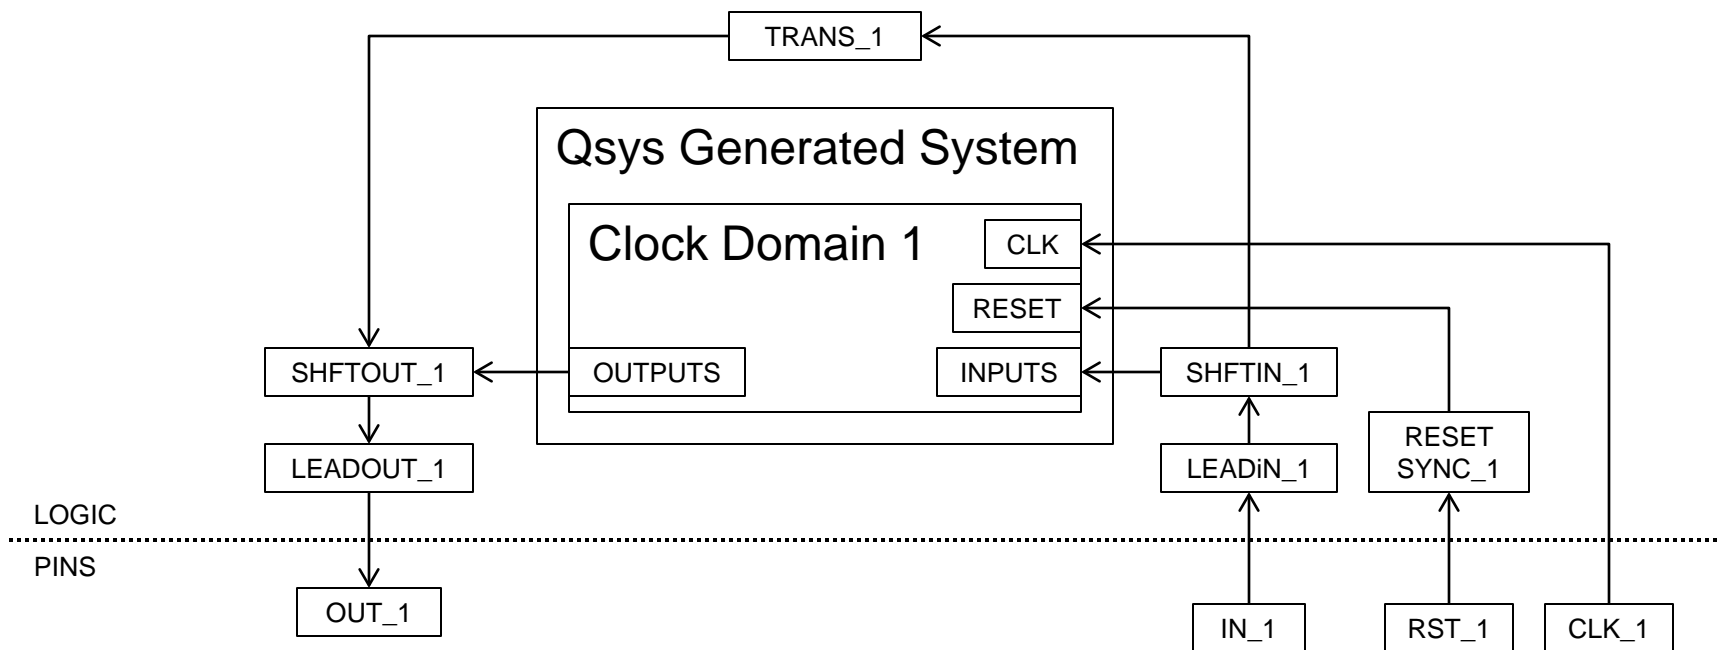 TRANS_1
Qsys Generated System
Clock Domain 1
CLK
RESET
SHFTOUT_1
OUTPUTS
INPUTS
SHFTIN_1
LEADOUT_1
LEADiN_1
RESET
SYNC_1
LOGIC
PINS
OUT_1
IN_1
RST_1
CLK_1